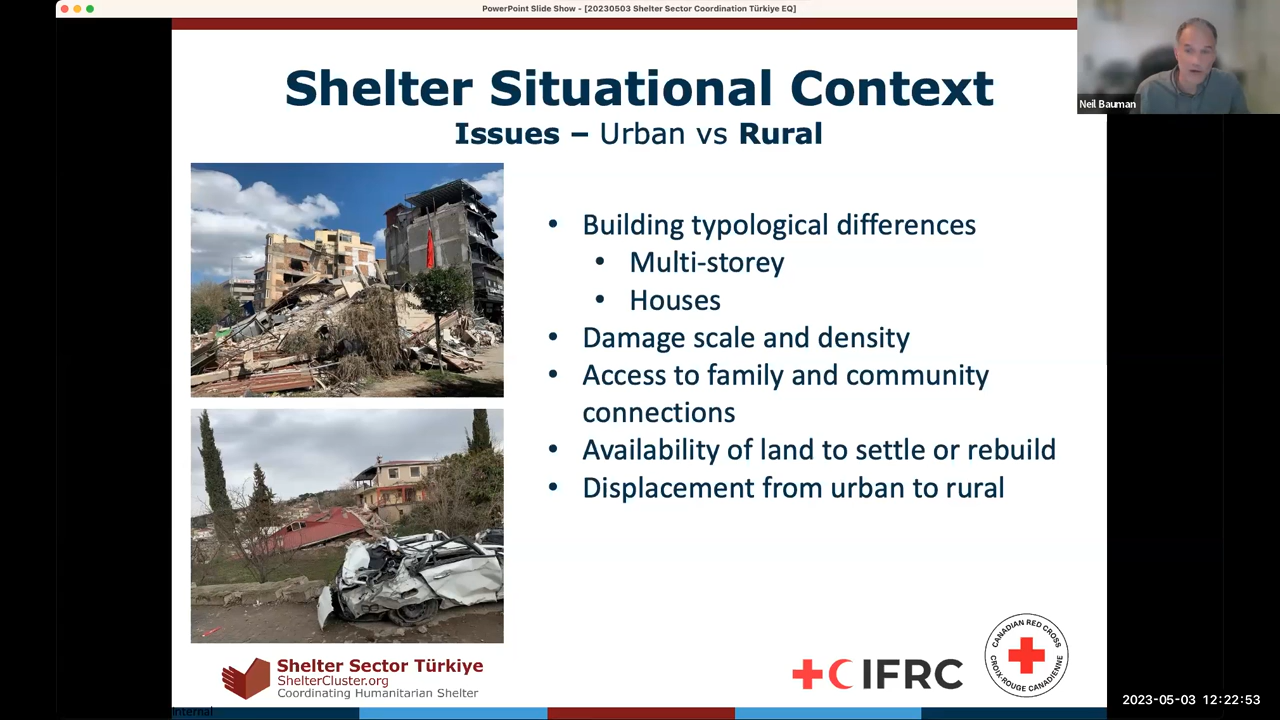 PowerPoint Slide Show - [20230503 Shelter Sector Coordination Türkiye EQ]
Neil Bauman
Shelter Situational Context
Issues – Urban vs Rural
• Building typological differences
• Multi-storey
• Houses
• Damage scale and density
• Access to family and community
connections
• Availability of land to settle or rebuild
• Displacement from urban to rural
Shelter Sector Türkiye
ShelterCluster.org
Coordinating Humanitarian Shelter
IFRC
CANADIAN RED CROSS
CROIX-ROUGE CANADIENNE
2023-05-03 12:22:53
Internal